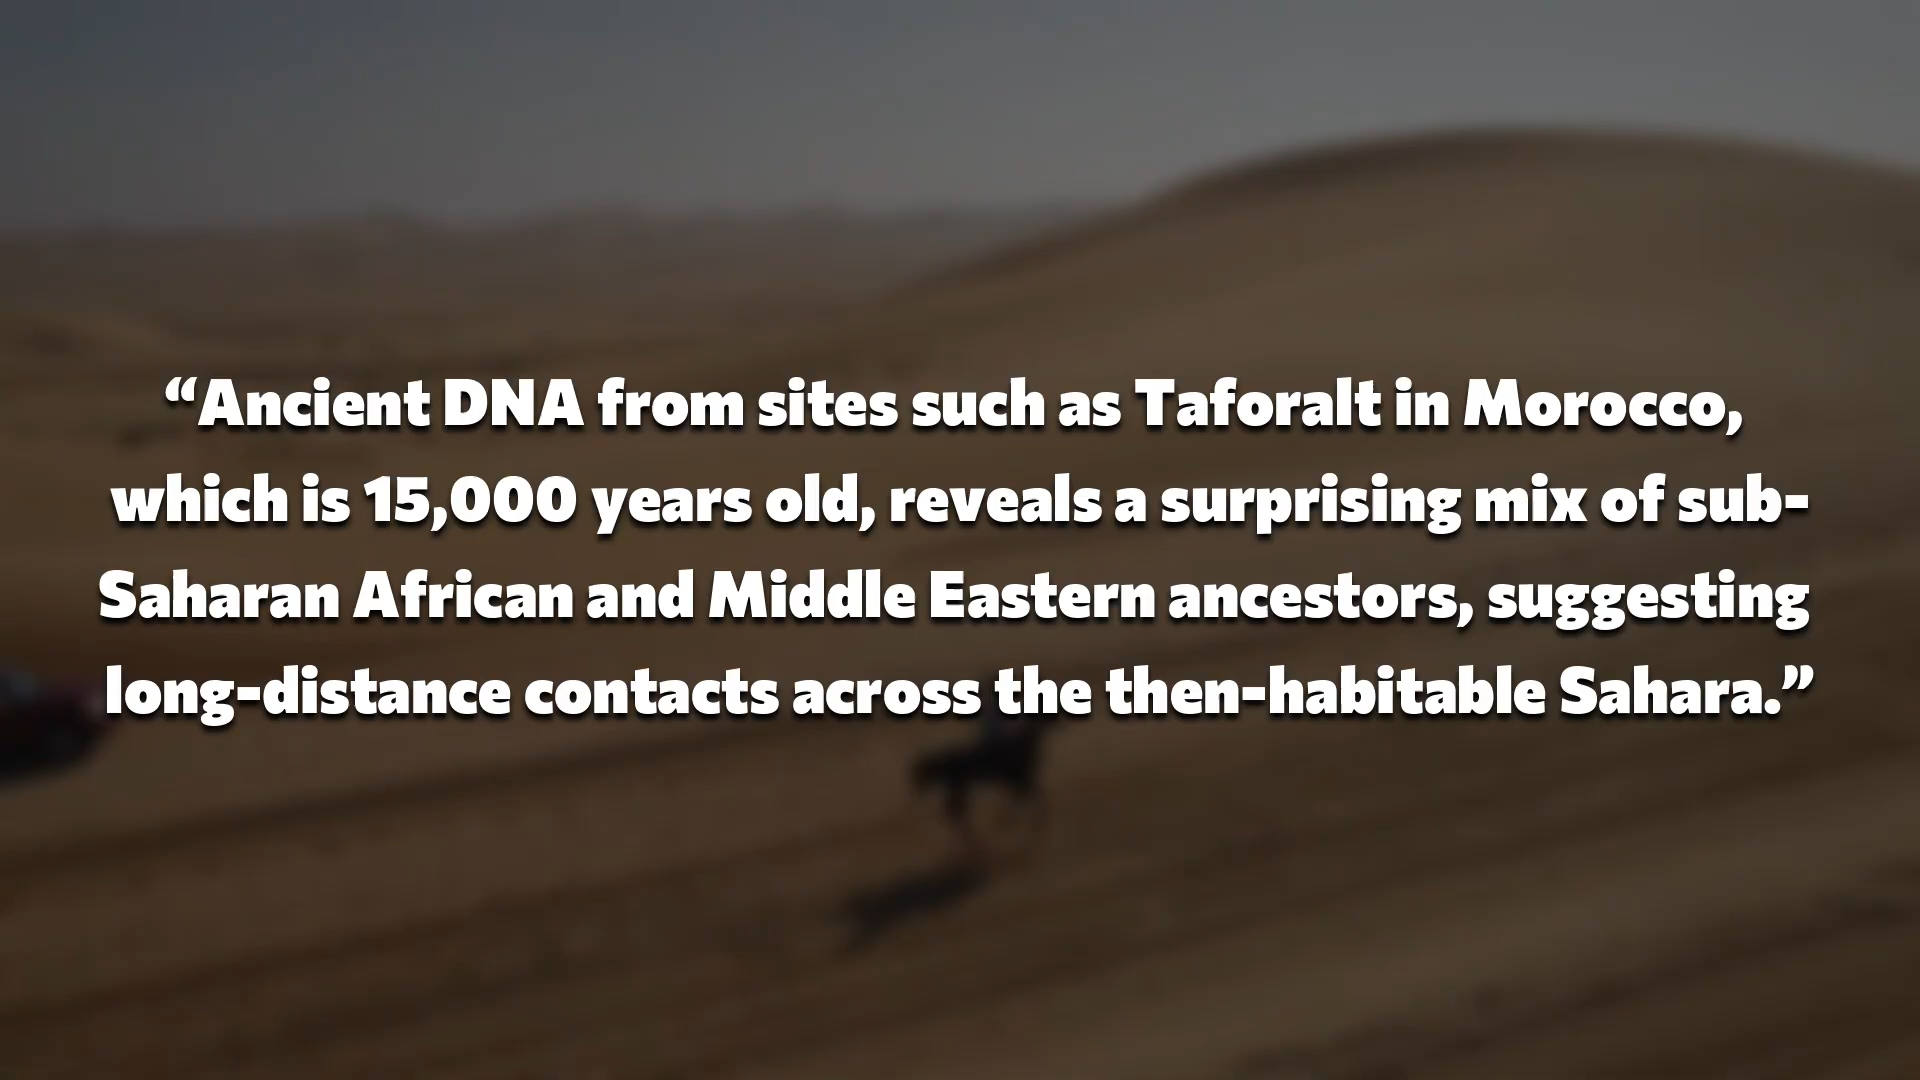 “Ancient DNA from sites such as Taforalt in Morocco,
which is 15,000 years old, reveals a surprising mix of sub-
Saharan African and Middle Eastern ancestors, suggesting
long-distance contacts across the then-habitable Sahara.”